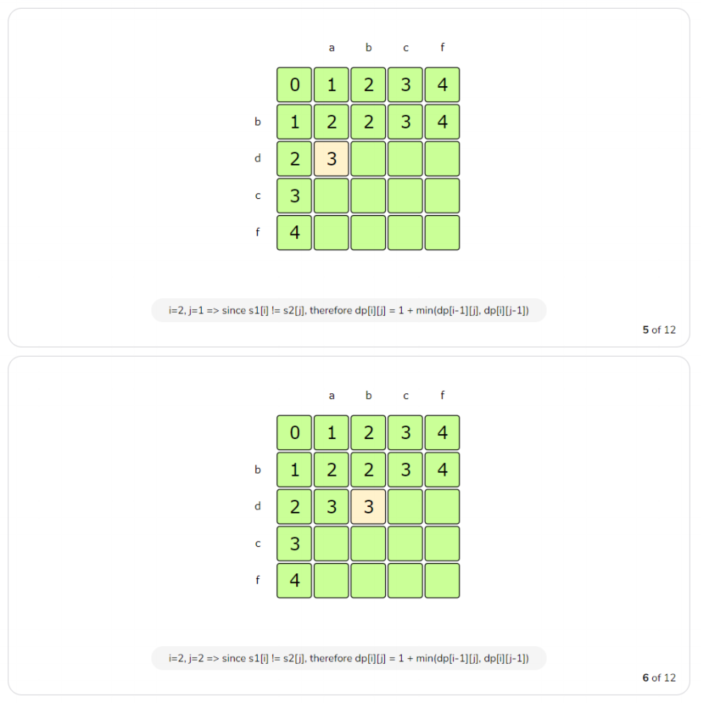 a b c f
0 1 2 3 4
b 1 2 2 3 4
d 2 3
c 3
f 4
i=2, j=1 => since s1[i] != s2[j], therefore dp[i][j] = 1 + min(dp[i-1][j], dp[i][j-1])
5 of 12
a b c f
0 1 2 3 4
b 1 2 2 3 4
d 2 3 3
c 3
f 4
i=2, j=2 => since s1[i] != s2[j], therefore dp[i][j] = 1 + min(dp[i-1][j], dp[i][j-1])
6 of 12